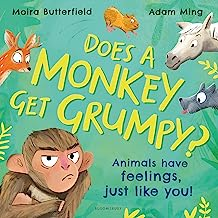 Moira Butterfield Adam Ming
DOES A
MONKEY
GET GRUMPY?
Animals have
feelings,
just like you!
BLOOMSBURY